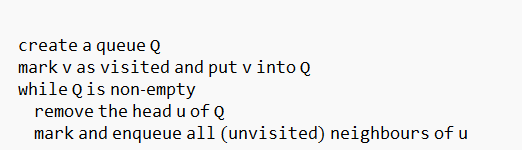 create a queue Q
mark v as visited and put v into Q
while Q is non-empty
remove the head u of Q
mark and enqueue all (unvisited) neighbours of u